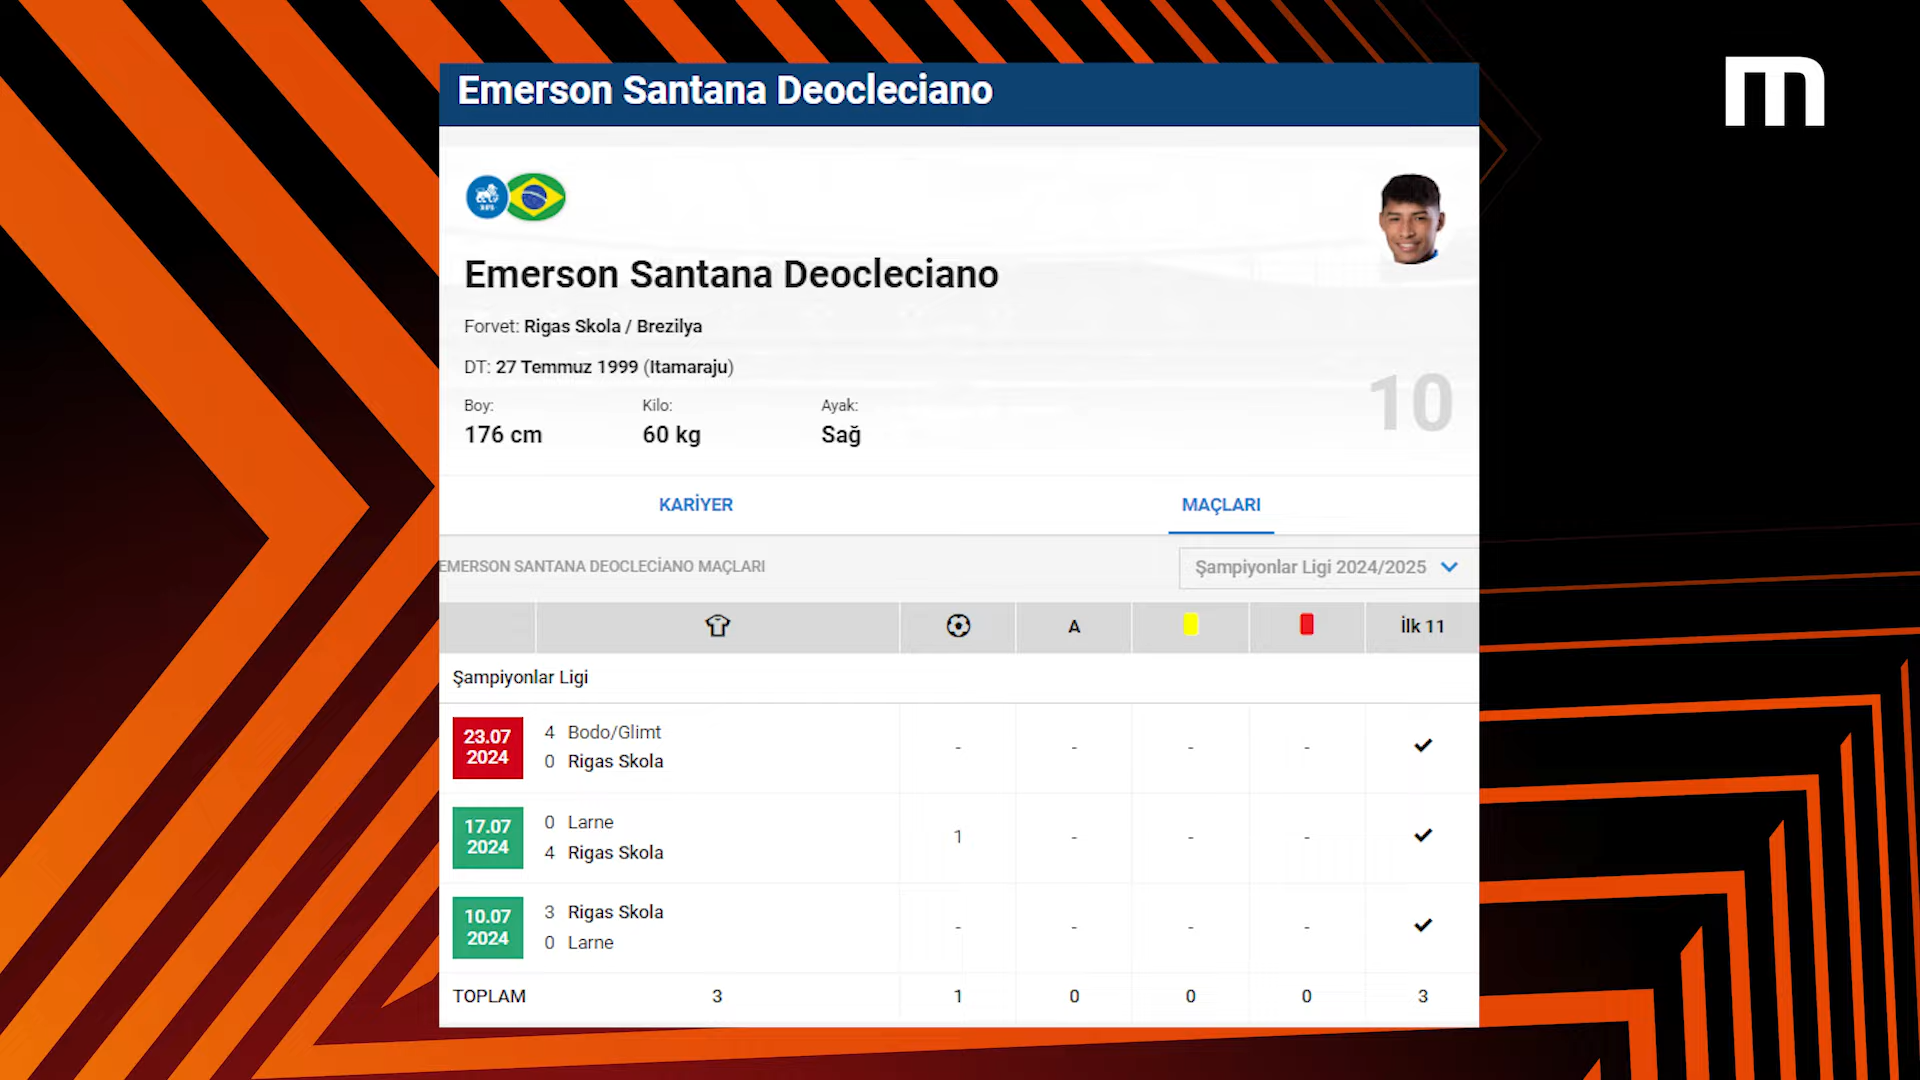 Emerson Santana Deocleciano
m
RFS
Emerson Santana Deocleciano
Forvet: Rigas Skola / Brezilya
DT: 27 Temmuz 1999 (Itamaraju)
Boy: Kilo: Ayak:
176 cm 60 kg Sağ
10
KARİYER MAÇLARI
EMERSON SANTANA DEOCLECİANO MAÇLARI Şampiyonlar Ligi 2024/2025
A İlk 11
Şampiyonlar Ligi
23.07 2024 4 Bodo/Glimt
0 Rigas Skola - - - - ✔
17.07 2024 0 Larne
4 Rigas Skola 1 - - - ✔
10.07 2024 3 Rigas Skola
0 Larne - - - - ✔
TOPLAM 3 1 0 0 0 3